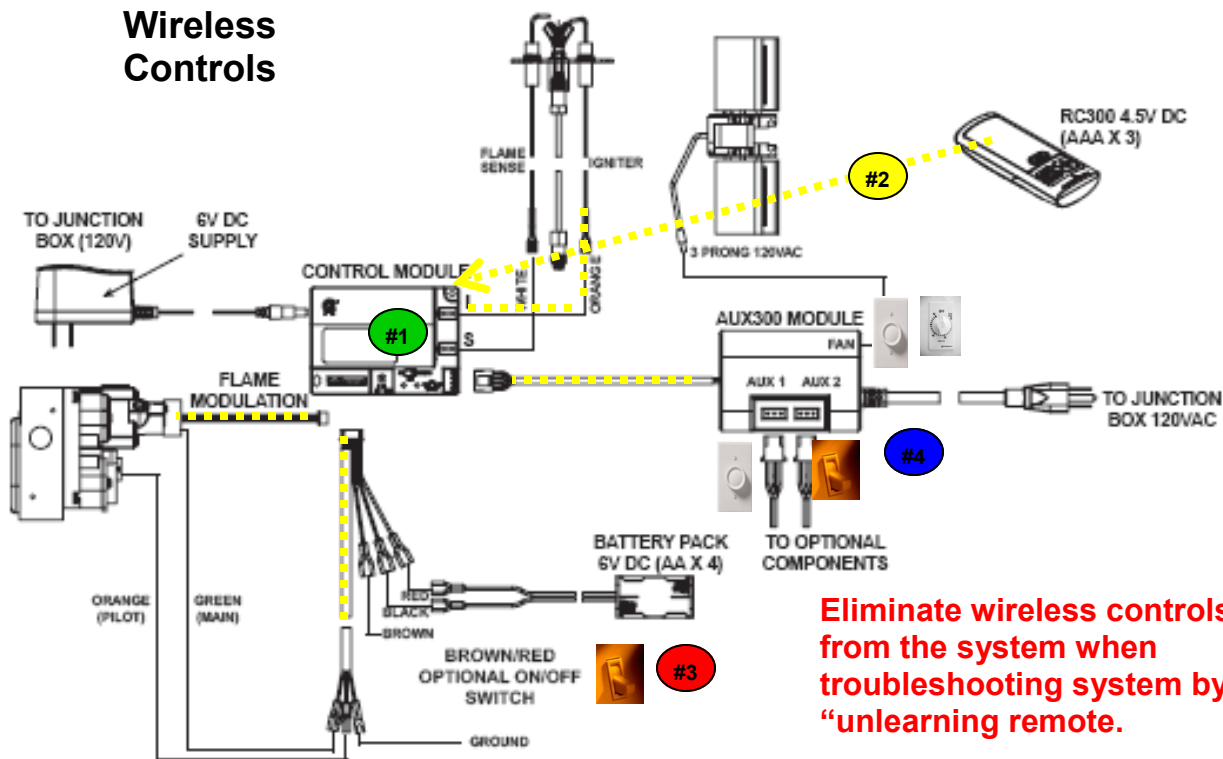 Wireless
Controls
FLAME
SENSE
IGNITER
RC300 4.5V DC
(AAA X 3)
#2
TO JUNCTION
BOX (120V)
6V DC
SUPPLY
3 PRONG 120VAC
CONTROL MODULE
WHITE
ORANGE
I
#1
S
AUX300 MODULE
FAN
AUX 1 AUX 2
FLAME
MODULATION
TO JUNCTION
BOX 120VAC
#4
BATTERY PACK
6V DC (AA X 4)
TO OPTIONAL
COMPONENTS
ORANGE
(PILOT)
GREEN
(MAIN)
RED
BLACK
BROWN
BROWN/RED
OPTIONAL ON/OFF
SWITCH
#3
GROUND
Eliminate wireless controls
from the system when
troubleshooting system by
“unlearning remote.